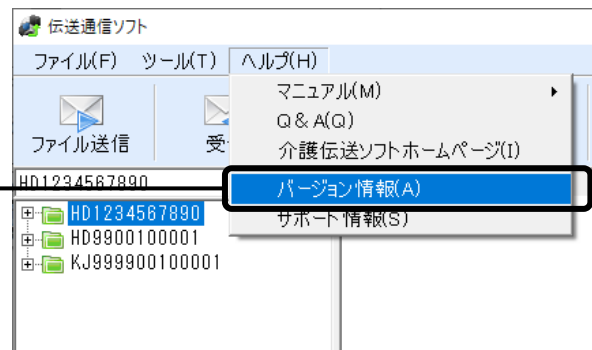 伝送通信ソフト
ファイル(F) ツール(T) ヘルプ(H)
マニュアル(M)
Q & A(Q)
介護伝送ソフトホームページ(I)
バージョン情報(A)
サポート情報(S)
ファイル送信
受
HD1234567890
HD1234567890
HD9900100001
KJ999900100001